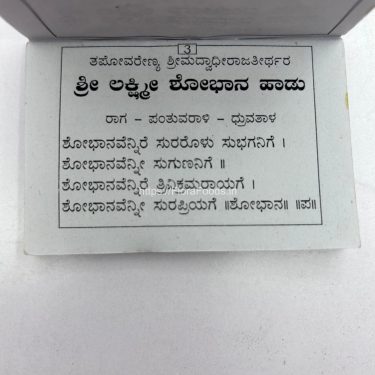 3
ತಪೋವರೇಣ್ಯ ಶ್ರೀಮದ್ವಾಧೀರಾಜತೀರ್ಥರ
ಶ್ರೀ ಲಕ್ಷ್ಮೀ ಶೋಭಾನ ಹಾಡು
ರಾಗ - ಪಂತುವರಾಳಿ - ಧ್ರುವತಾಳ
ಶೋಭಾನವೆನ್ನಿರೆ ಸುರರೊಳು ಸುಭಗನಿಗೆ |
ಶೋಭಾನವೆನ್ನೀ ಸುಗುಣನಿಗೆ ||
ಶೋಭಾನವೆನ್ನಿರೆ ತ್ರಿವಿಕ್ರಮರಾಯಗೆ |
ಶೋಭಾನವೆನ್ನೀ ಸುರಪ್ರಿಯಗೆ ||ಶೋಭಾನ|| ||ಪ||